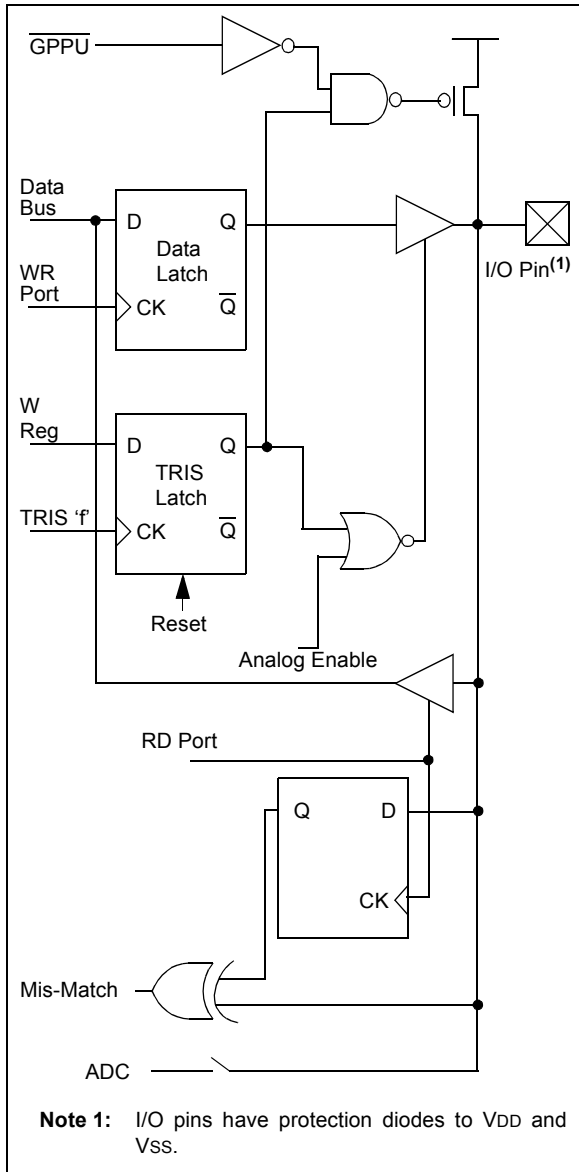 G̅P̅P̅U̅
Data
Bus
D
Q
Data
Latch
WR
Port
CK
Q̅
I/O Pin(1)
W
Reg
D
Q
TRIS
Latch
TRIS ‘f’
CK
Q̅
Reset
Analog Enable
RD Port
Q
D
CK
Mis-Match
ADC
Note 1: I/O pins have protection diodes to VDD and
VSS.